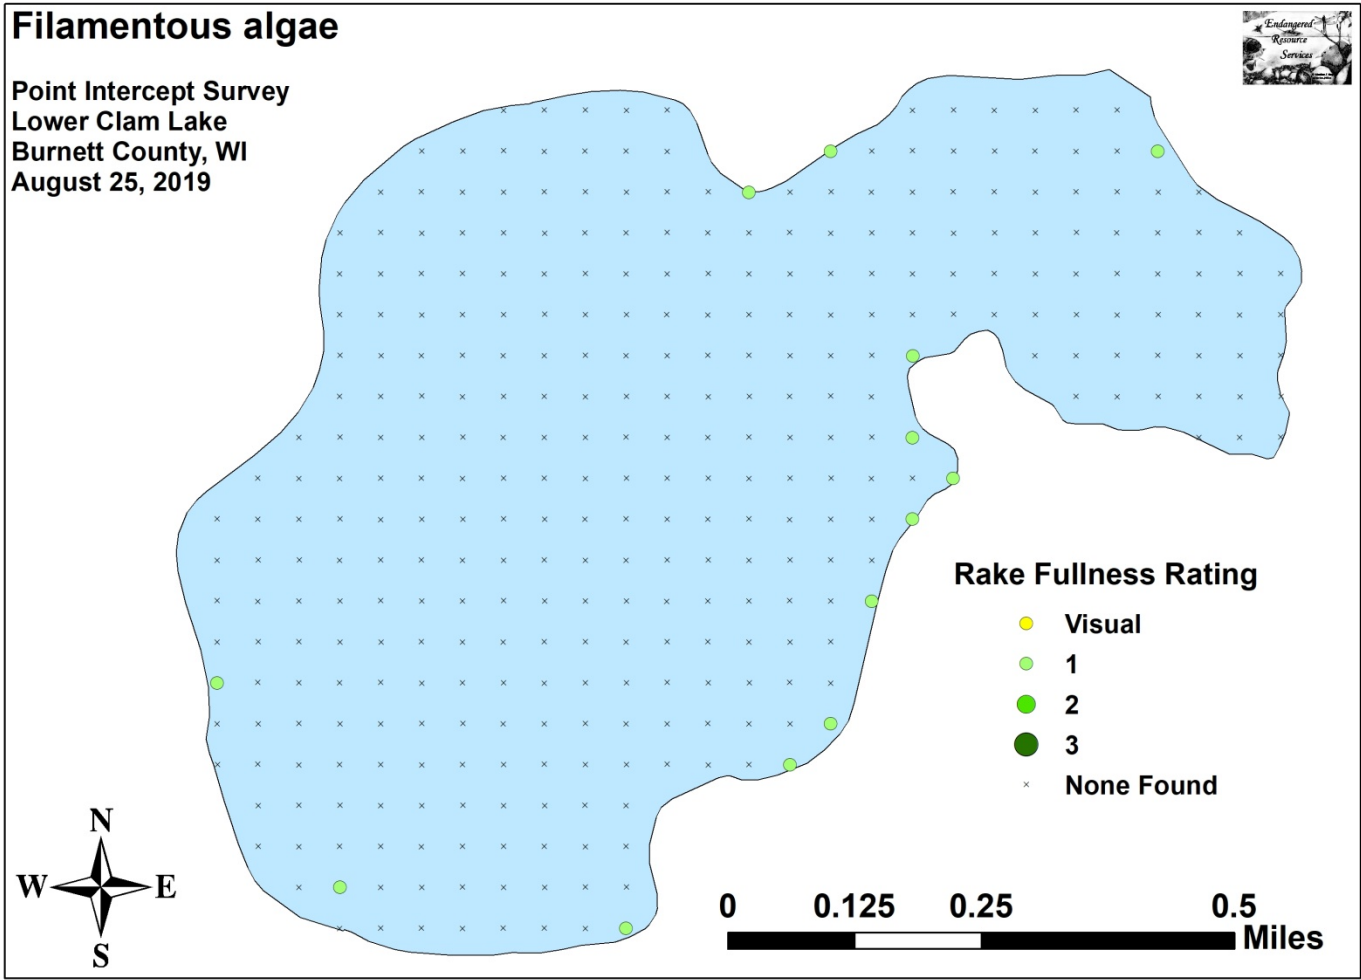 Filamentous algae
Point Intercept Survey
Lower Clam Lake
Burnett County, WI
August 25, 2019
Endangered
Resource
Services
Rake Fullness Rating
Visual
1
2
3
None Found
N
W E
S
0 0.125 0.25 0.5
Miles